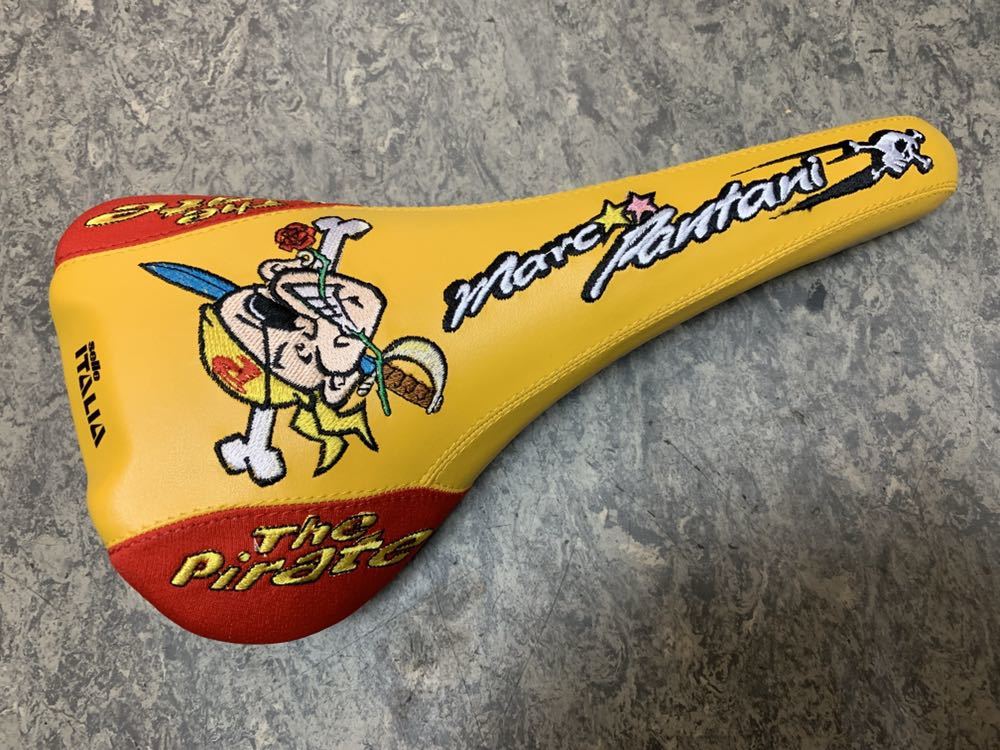 Marco
Pantani
selle
ITALIA
The
Pirate